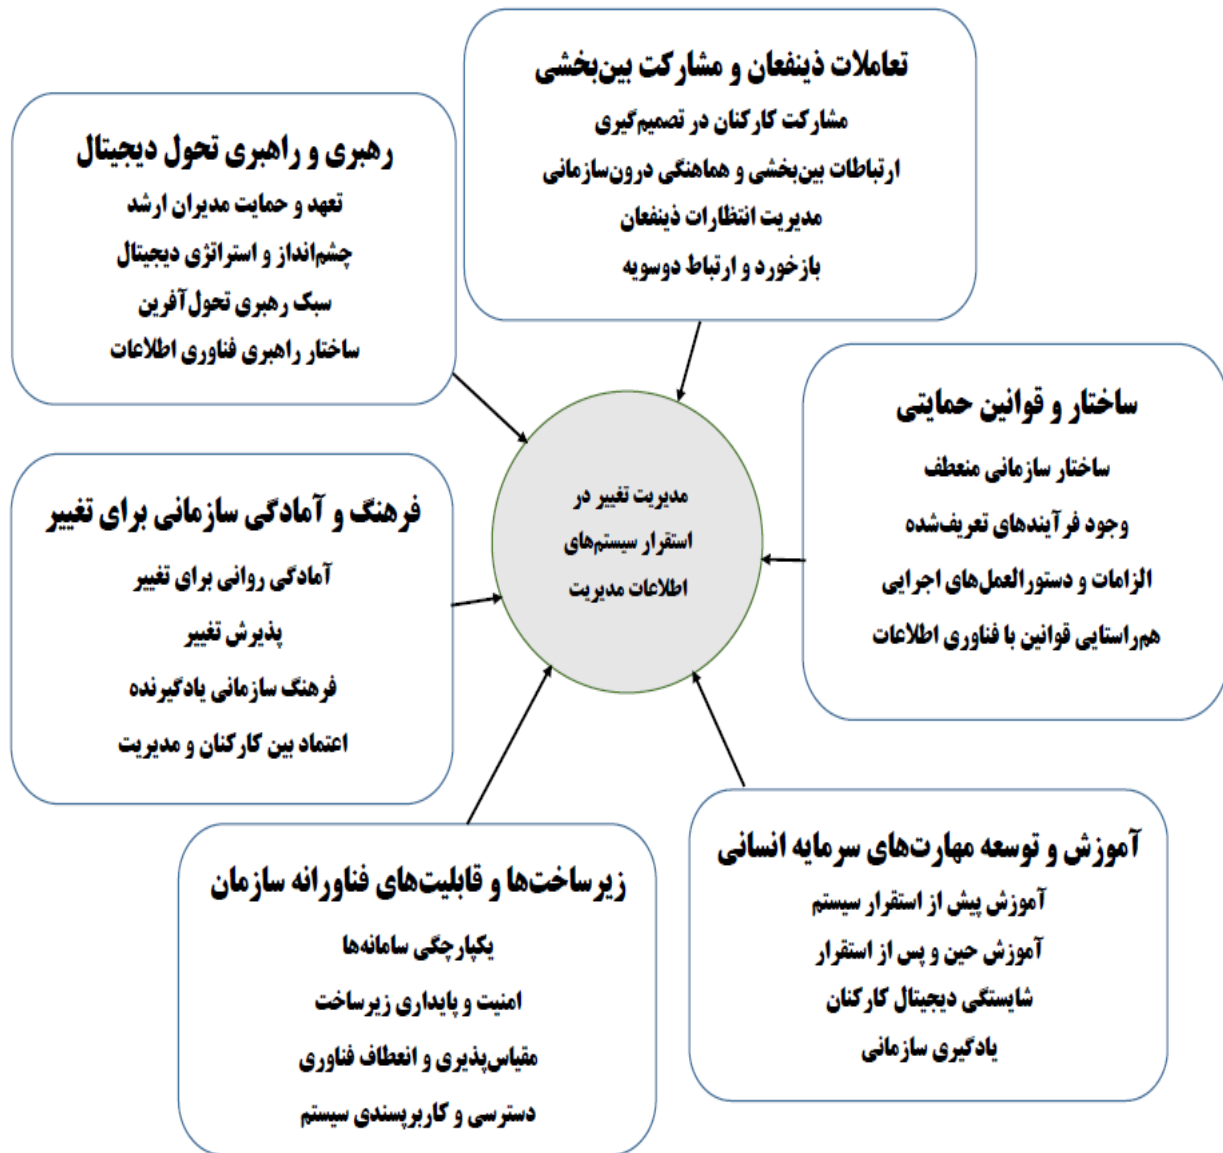 تعاملات ذینفعان و مشارکت بین‌بخشی
مشارکت کارکنان در تصمیم‌گیری
ارتباطات بین‌بخشی و هماهنگی درون‌سازمانی
مدیریت انتظارات ذینفعان
بازخورد و ارتباط دوسویه
رهبری و راهبری تحول دیجیتال
تعهد و حمایت مدیران ارشد
چشم‌انداز و استراتژی دیجیتال
سبک رهبری تحول‌آفرین
ساختار راهبری فناوری اطلاعات
ساختار و قوانین حمایتی
ساختار سازمانی منعطف
وجود فرآیندهای تعریف‌شده
الزامات و دستورالعمل‌های اجرایی
هم‌راستایی قوانین با فناوری اطلاعات
مدیریت تغییر در
استقرار سیستم‌های
اطلاعات مدیریت
فرهنگ و آمادگی سازمانی برای تغییر
آمادگی روانی برای تغییر
پذیرش تغییر
فرهنگ سازمانی یادگیرنده
اعتماد بین کارکنان و مدیریت
آموزش و توسعه مهارت‌های سرمایه انسانی
آموزش پیش از استقرار سیستم
آموزش حین و پس از استقرار
شایستگی دیجیتال کارکنان
یادگیری سازمانی
زیرساخت‌ها و قابلیت‌های فناورانه سازمان
یکپارچگی سامانه‌ها
امنیت و پایداری زیرساخت
مقیاس‌پذیری و انعطاف فناوری
دسترسی و کاربرپسندی سیستم